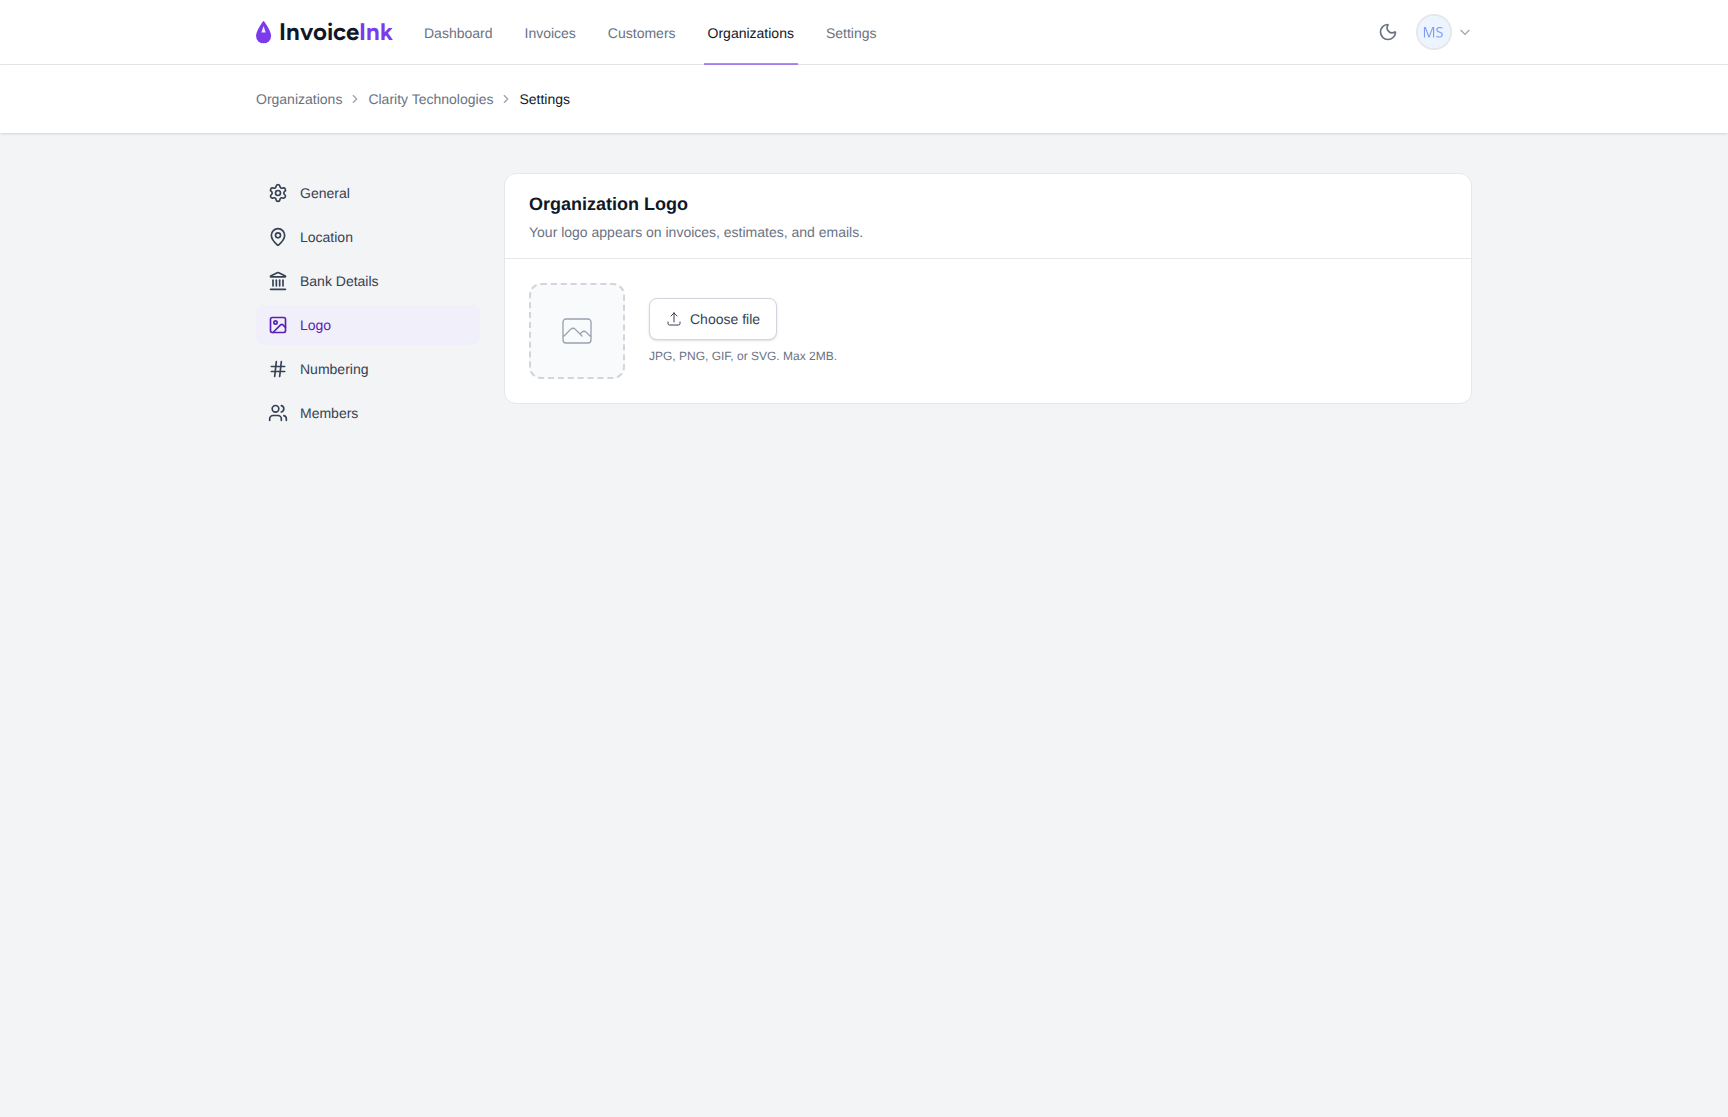 InvoiceInk
Dashboard
Invoices
Customers
Organizations
Settings
MS
Organizations
Clarity Technologies
Settings
General
Location
Bank Details
Logo
Numbering
Members
Organization Logo
Your logo appears on invoices, estimates, and emails.
Choose file
JPG, PNG, GIF, or SVG. Max 2MB.